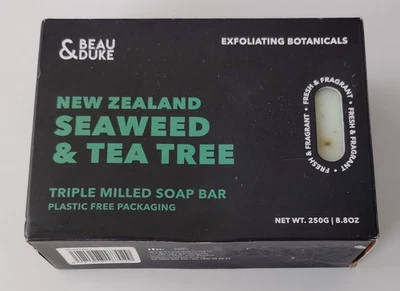 & BEAU
DUKE
EXFOLIATING BOTANICALS
NEW ZEALAND
SEAWEED
& TEA TREE
FRESH & FRAGRANT • FRESH & FRAGRANT • FRESH & FRAGRANT •
TRIPLE MILLED SOAP BAR
PLASTIC FREE PACKAGING
NET WT. 250G | 8.8OZ